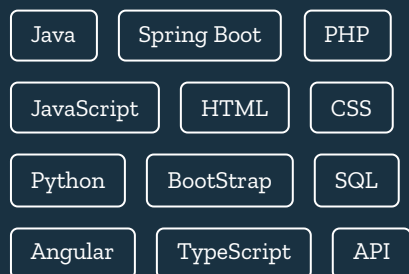 Java Spring Boot PHP
JavaScript HTML CSS
Python BootStrap SQL
Angular TypeScript API